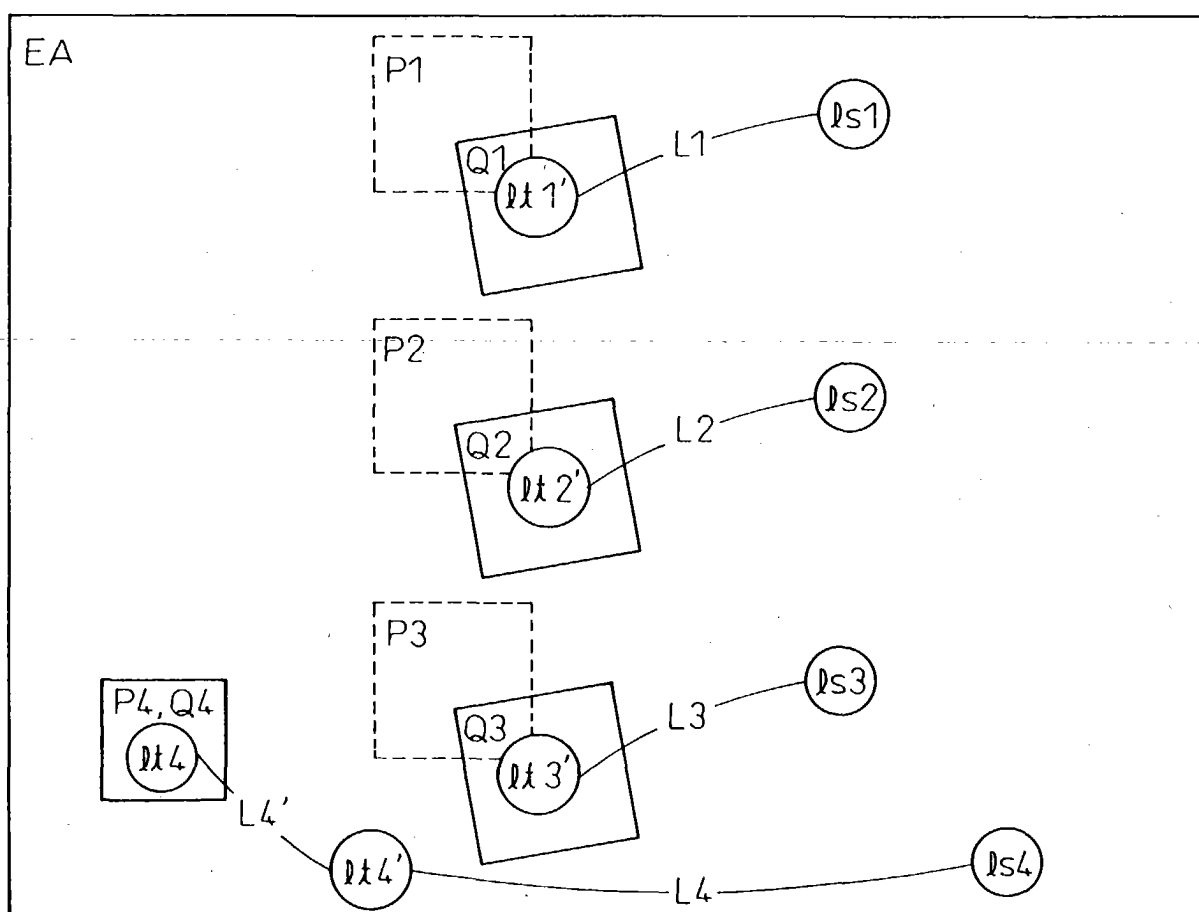 EA
P1
ls1
L1
Q1
lt1'
P2
ls2
L2
Q2
lt2'
P3
ls3
L3
Q3
lt3'
P4, Q4
lt4
L4'
lt4'
L4
ls4